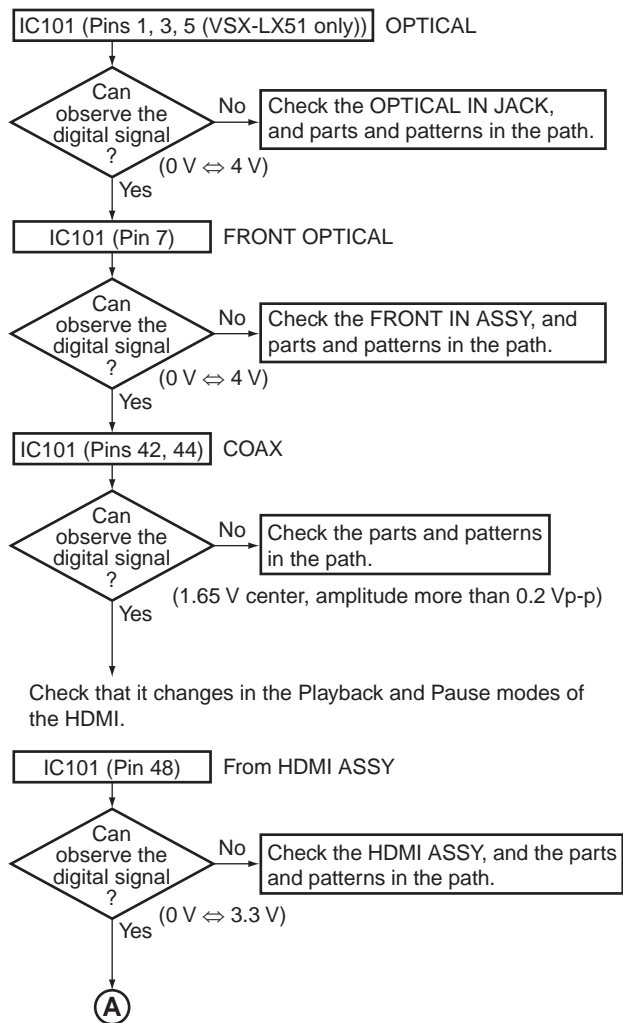 IC101 (Pins 1, 3, 5 (VSX-LX51 only)) OPTICAL
Can
observe the
digital signal
?
No
Check the OPTICAL IN JACK,
and parts and patterns in the path.
(0 V ⇔ 4 V)
Yes
IC101 (Pin 7) FRONT OPTICAL
Can
observe the
digital signal
?
No
Check the FRONT IN ASSY, and
parts and patterns in the path.
(0 V ⇔ 4 V)
Yes
IC101 (Pins 42, 44) COAX
Can
observe the
digital signal
?
No
Check the parts and patterns
in the path.
(1.65 V center, amplitude more than 0.2 Vp-p)
Yes
Check that it changes in the Playback and Pause modes of
the HDMI.
IC101 (Pin 48) From HDMI ASSY
Can
observe the
digital signal
?
No
Check the HDMI ASSY, and the parts
and patterns in the path.
(0 V ⇔ 3.3 V)
Yes
A